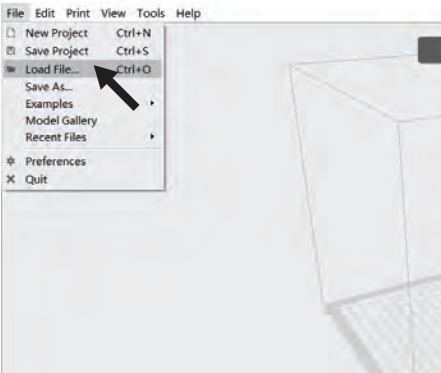 File Edit Print View Tools Help
New Project Ctrl+N
Save Project Ctrl+S
Load File... Ctrl+O
Save As...
Examples
Model Gallery
Recent Files
Preferences
Quit